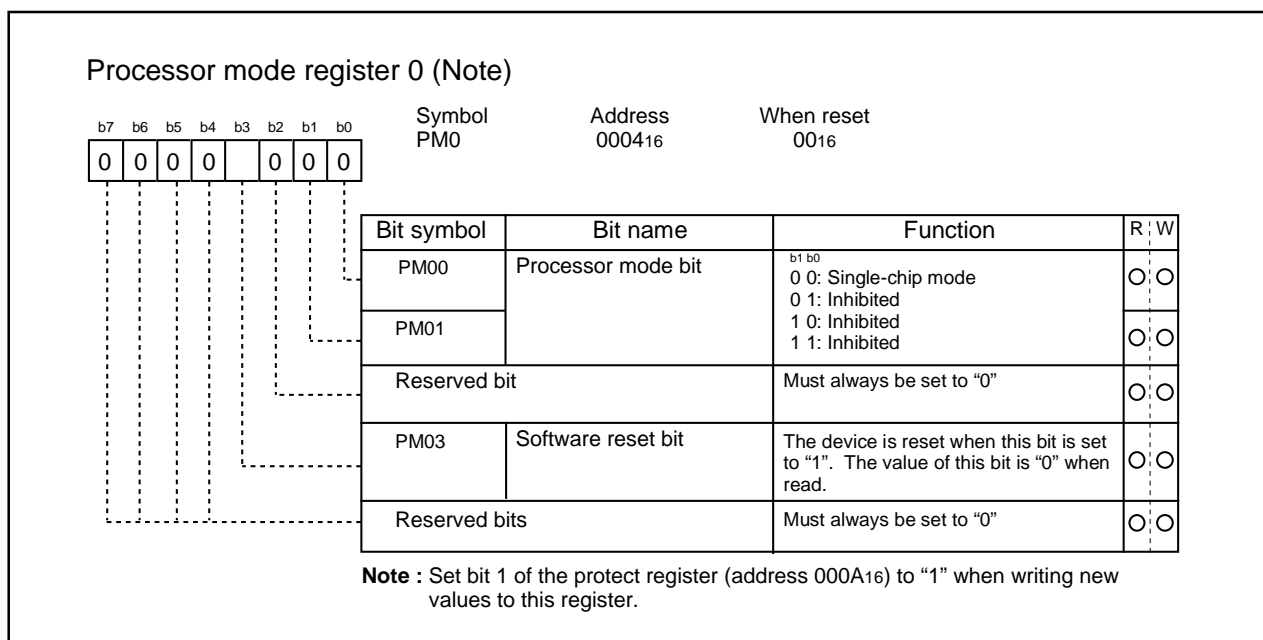 Processor mode register 0 (Note)
Symbol Address When reset
PM0 000416 0016
b7 b6 b5 b4 b3 b2 b1 b0
0 0 0 0 0 0 0
Bit symbol Bit name Function R W
PM00 Processor mode bit b1 b0
0 0: Single-chip mode
0 1: Inhibited
PM01 1 0: Inhibited
1 1: Inhibited
Reserved bit Must always be set to “0”
PM03 Software reset bit The device is reset when this bit is set
to “1”. The value of this bit is “0” when
read.
Reserved bits Must always be set to “0”
Note : Set bit 1 of the protect register (address 000A16) to “1” when writing new
values to this register.